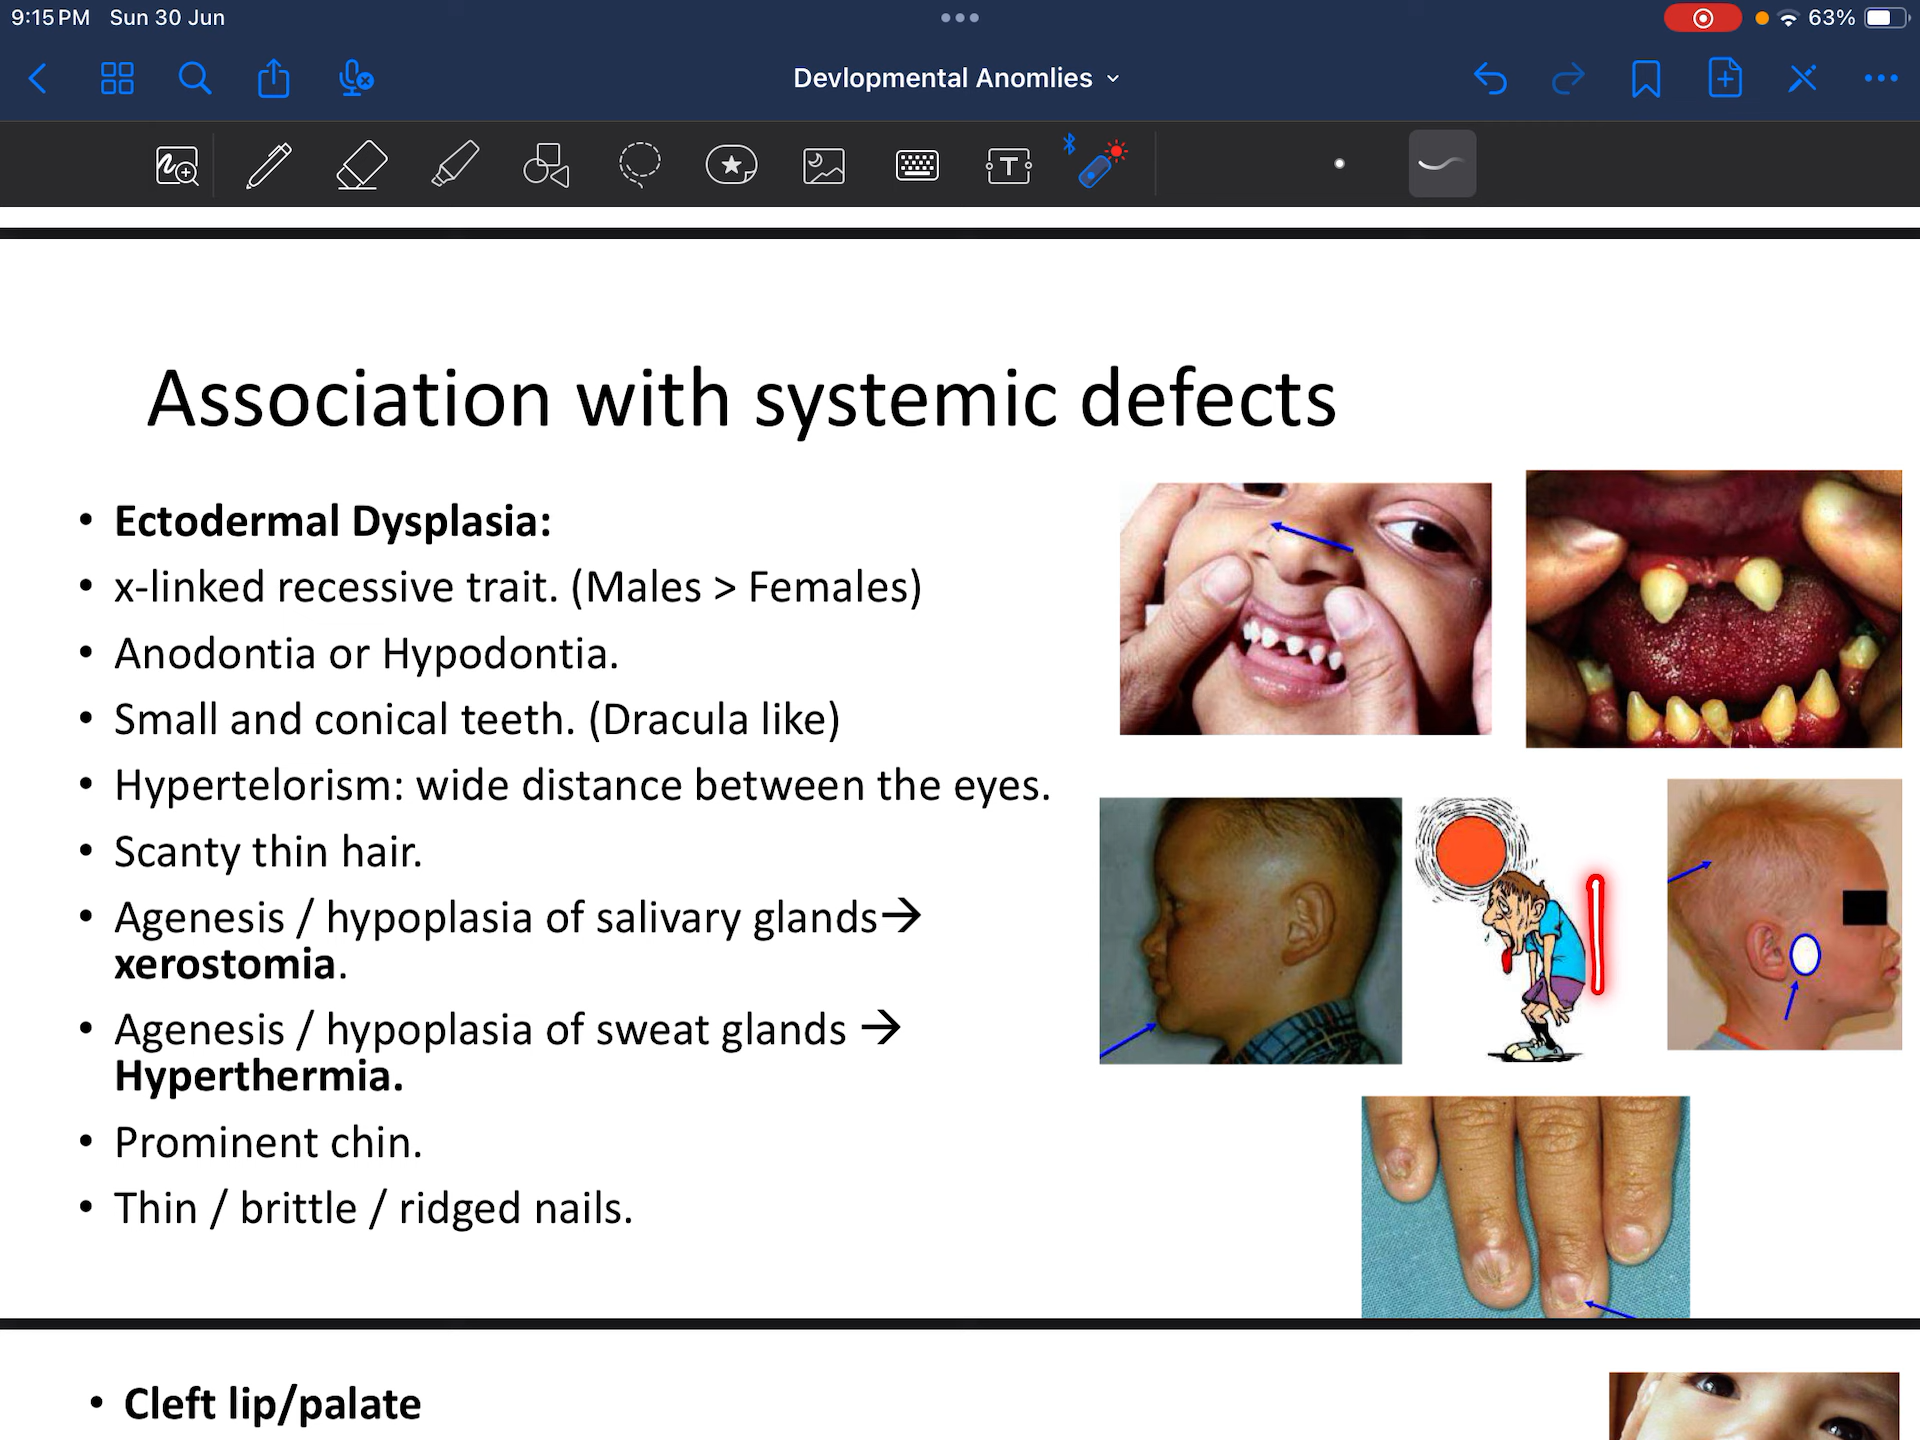 9:15 PM Sun 30 Jun
63%
Devlopmental Anomlies
T
Association with systemic defects
• Ectodermal Dysplasia:
• x-linked recessive trait. (Males > Females)
• Anodontia or Hypodontia.
• Small and conical teeth. (Dracula like)
• Hypertelorism: wide distance between the eyes.
• Scanty thin hair.
• Agenesis / hypoplasia of salivary glands→
xerostomia.
• Agenesis / hypoplasia of sweat glands →
Hyperthermia.
• Prominent chin.
• Thin / brittle / ridged nails.
• Cleft lip/palate